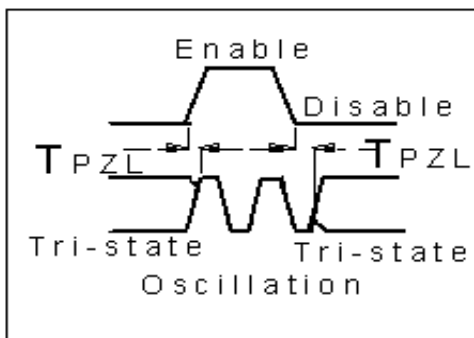 Enable
Disable
TPZL
TPZL
Tri-state
Tri-state
Oscillation